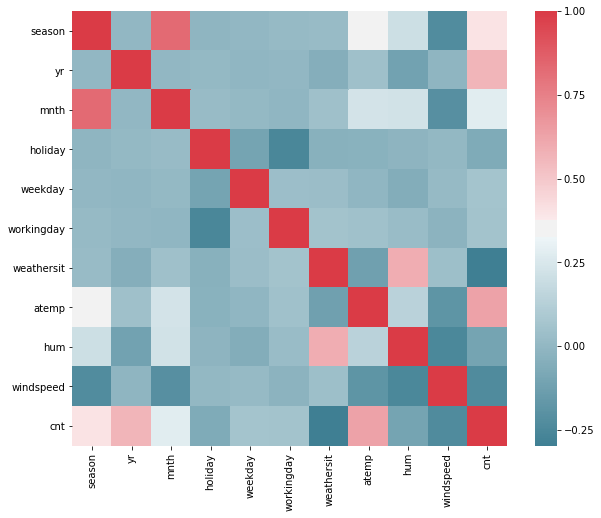 season
yr
mnth
holiday
weekday
workingday
weathersit
atemp
hum
windspeed
cnt
season
yr
mnth
holiday
weekday
workingday
weathersit
atemp
hum
windspeed
cnt
1.00
0.75
0.50
0.25
0.00
−0.25